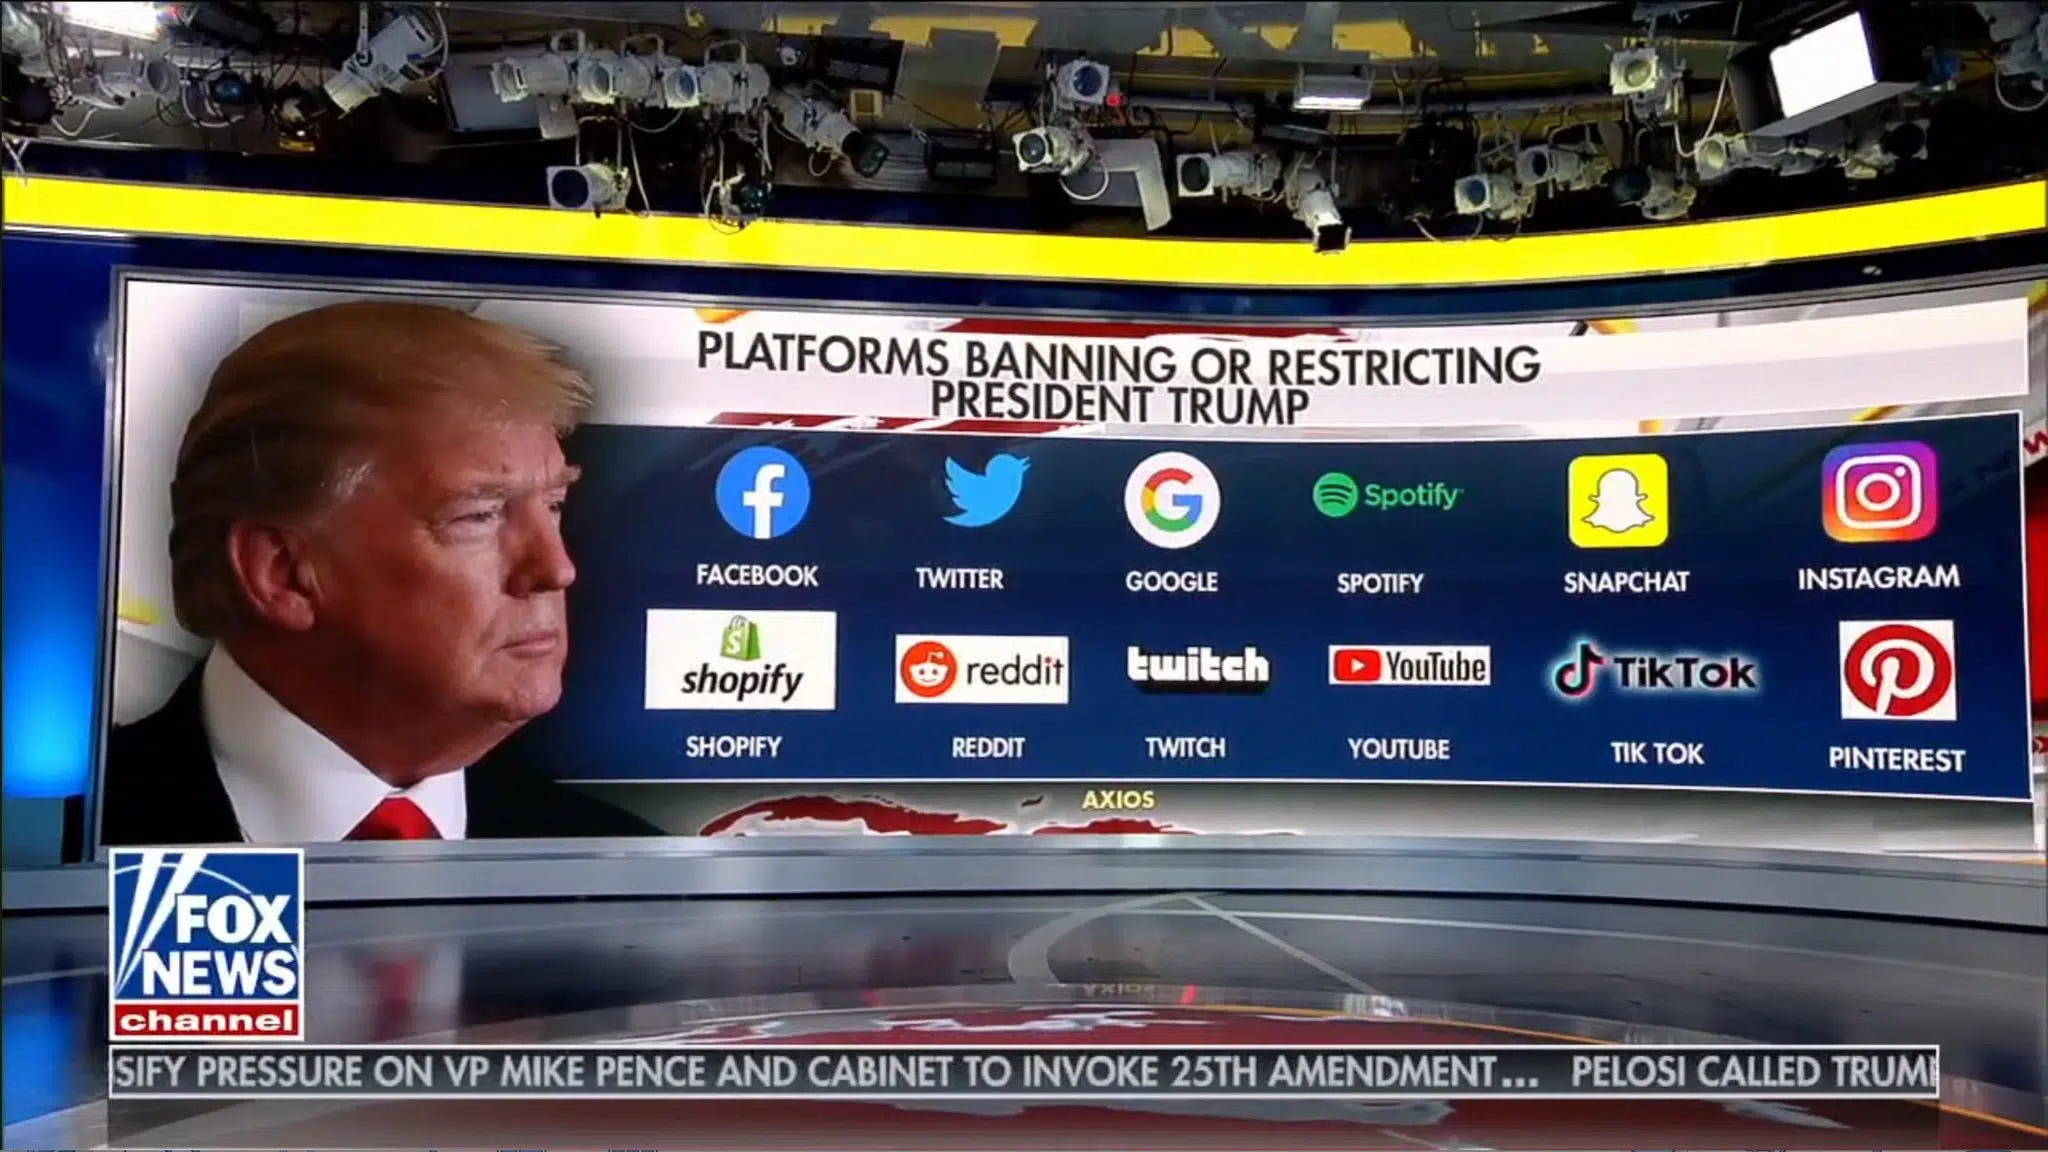 PLATFORMS BANNING OR RESTRICTING
PRESIDENT TRUMP
Spotify
FACEBOOK TWITTER GOOGLE SPOTIFY SNAPCHAT INSTAGRAM
shopify reddit twitch YouTube TikTok
SHOPIFY REDDIT TWITCH YOUTUBE TIK TOK PINTEREST
AXIOS
FOX
NEWS
channel
SIFY PRESSURE ON VP MIKE PENCE AND CABINET TO INVOKE 25TH AMENDMENT... PELOSI CALLED TRUM